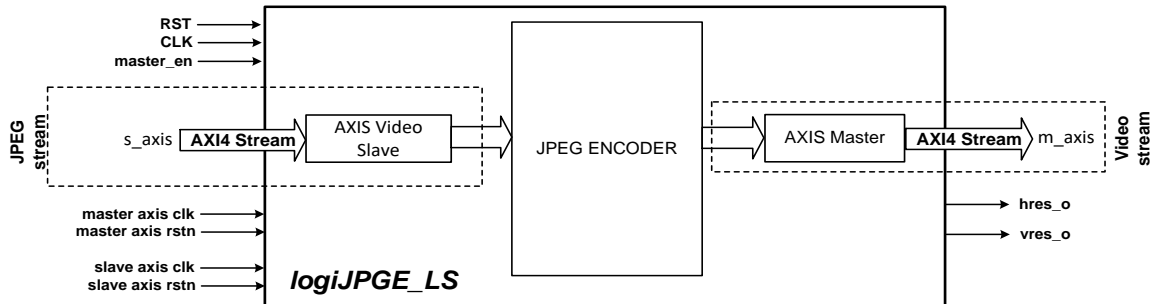 RST
CLK
master_en
JPEG
stream
s_axis
AXI4 Stream
AXIS Video
Slave
JPEG ENCODER
AXIS Master
AXI4 Stream
m_axis
Video
stream
master axis clk
master axis rstn
slave axis clk
slave axis rstn
hres_o
vres_o
logiJPGE_LS